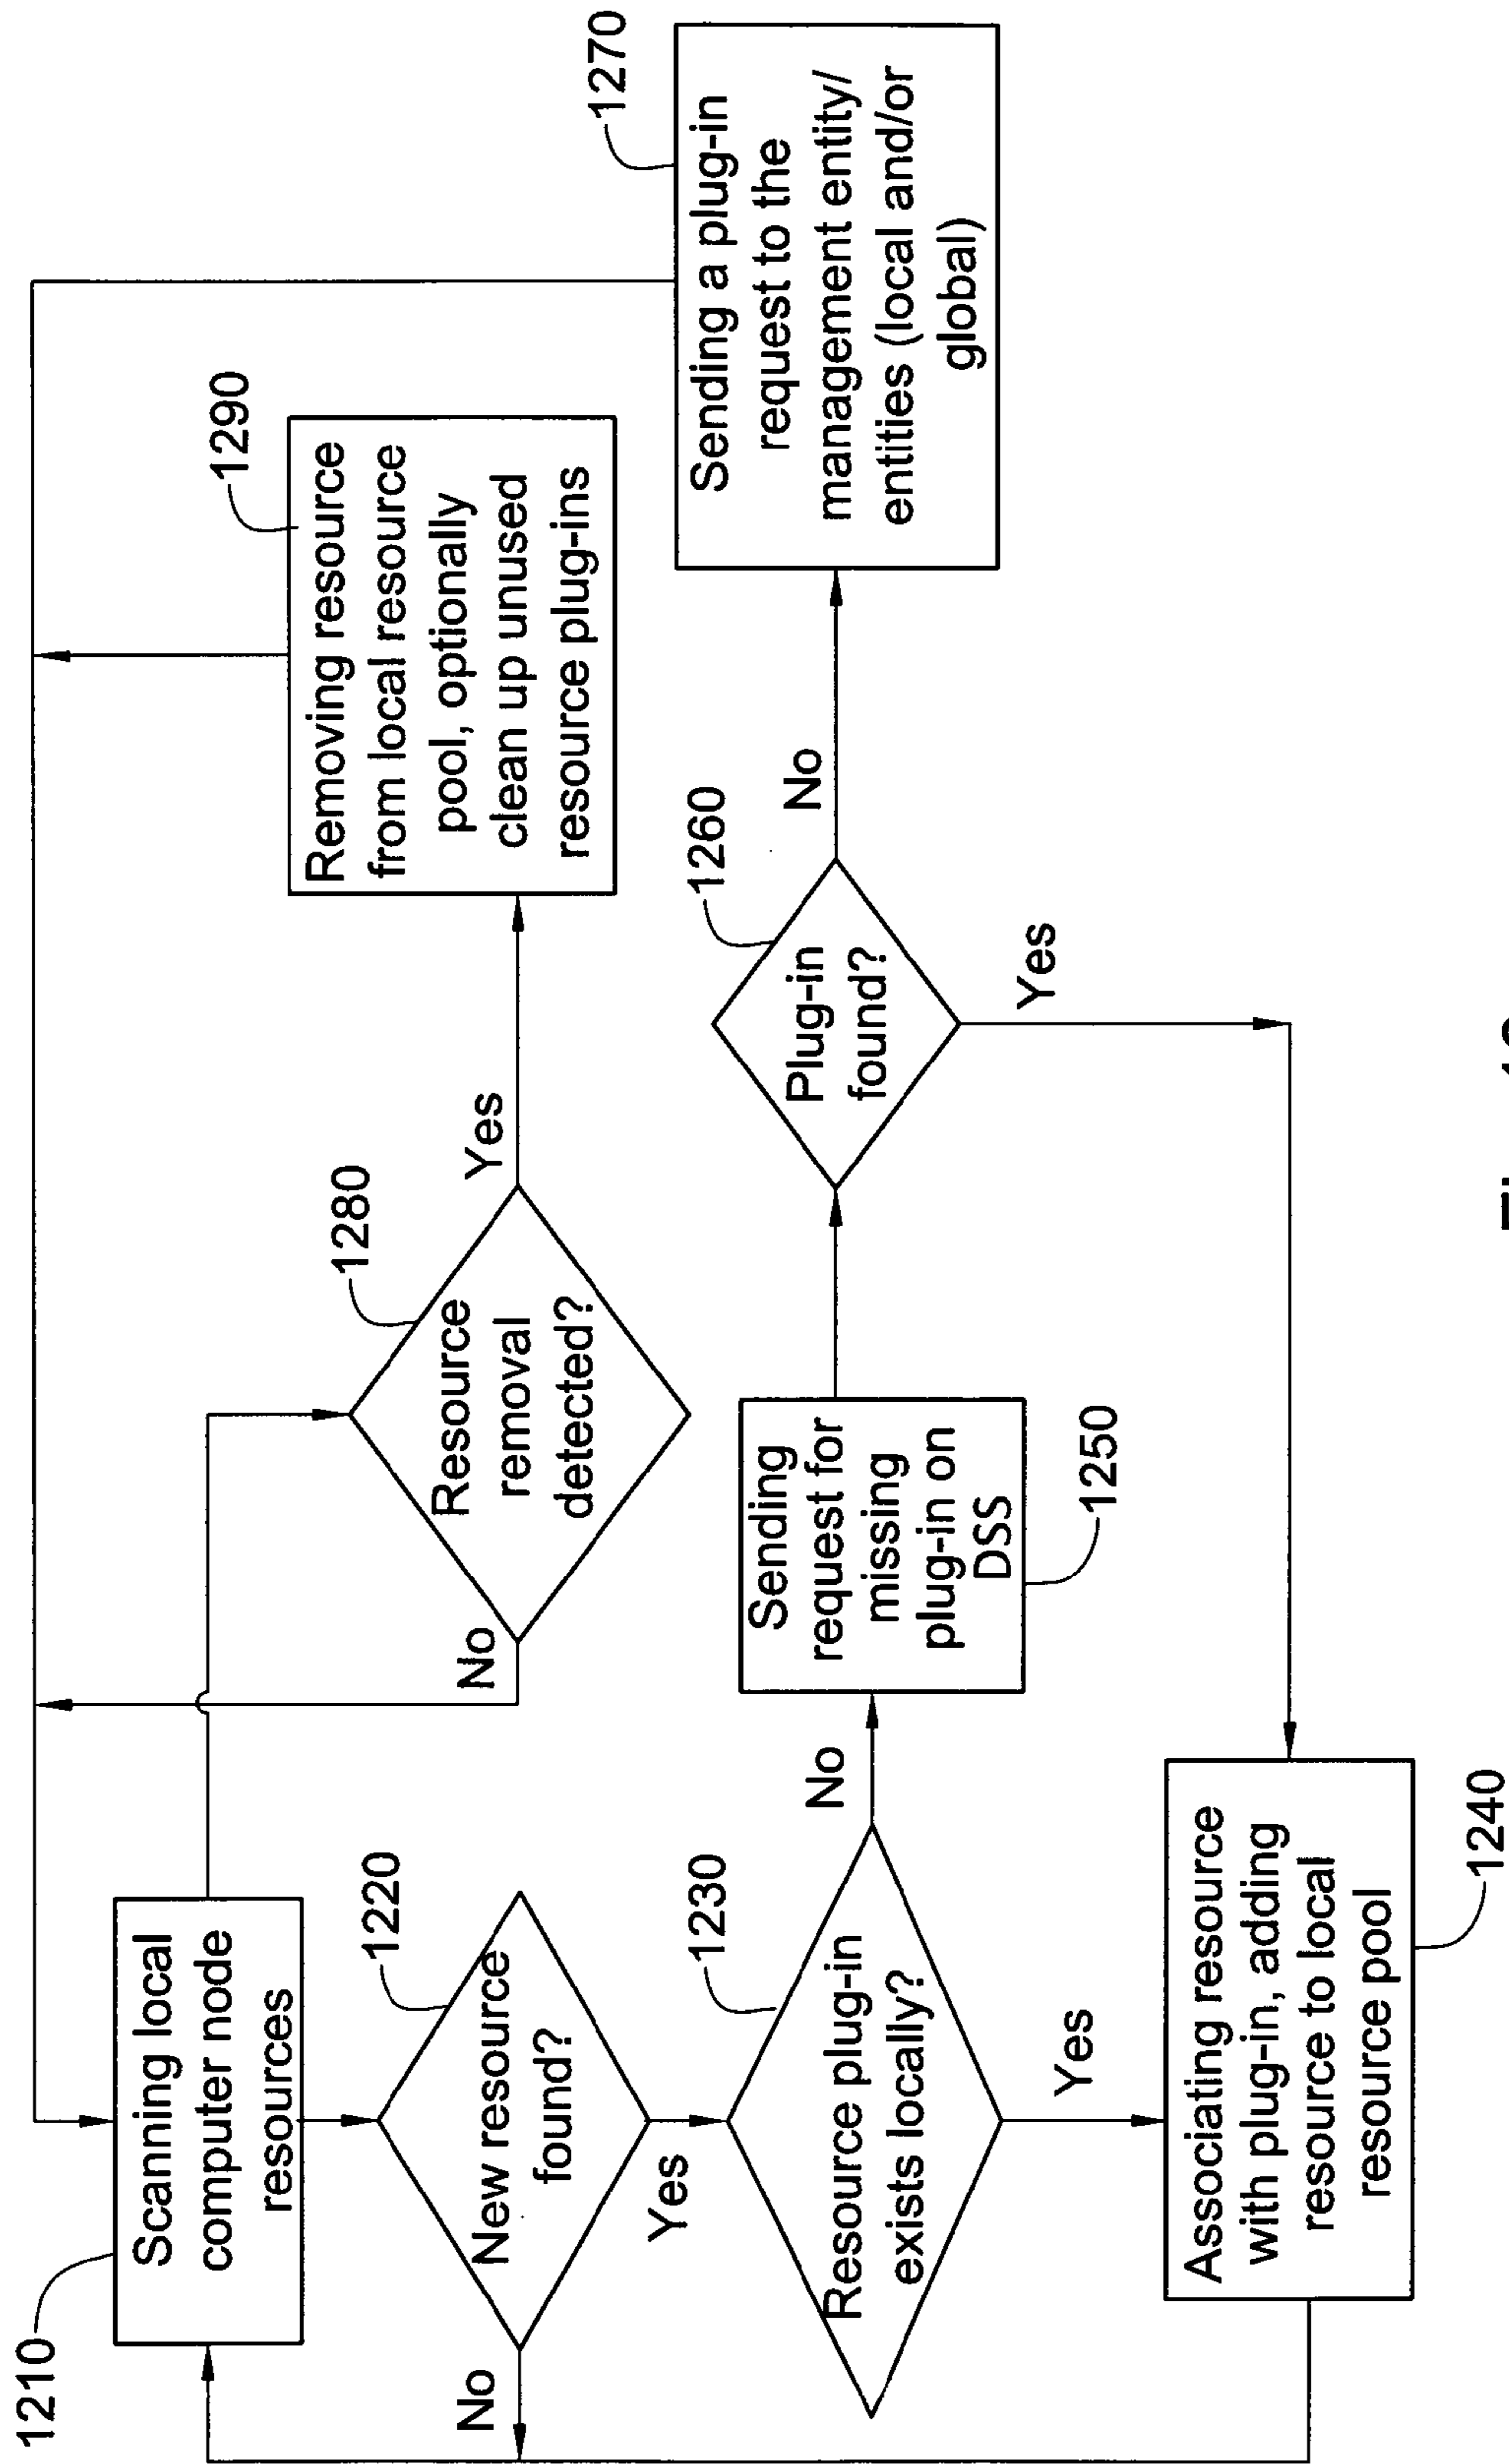 1210
Scanning local
computer node
resources
1220
New resource
found?
No
Yes
1230
Resource plug-in
exists locally?
No
Yes
Associating resource
with plug-in, adding
resource to local
resource pool
1240
Sending
request for
missing
plug-in on
DSS
1250
1260
Plug-in
found?
No
Yes
1270
Sending a plug-in
request to the
management entity/
entities (local and/or
global)
1280
Resource
removal
detected?
No
Yes
1290
Removing resource
from local resource
pool, optionally
clean up unused
resource plug-ins